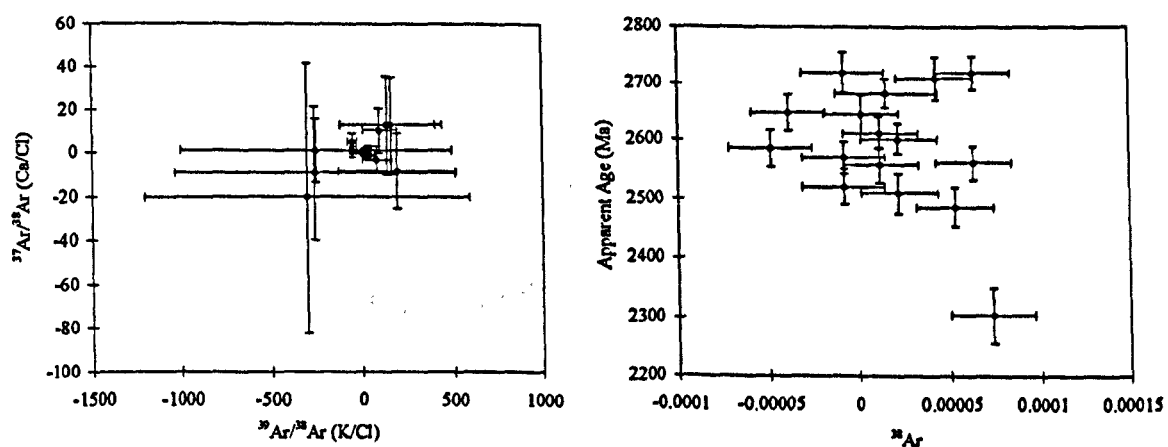 60
40
20
0
-20
-40
-60
-80
-100
³⁷Ar/³⁸Ar (Ca/Cl)
-1500 -1000 -500 0 500 1000
³⁹Ar/³⁸Ar (K/Cl)
2800
2700
2600
2500
2400
2300
2200
Apparent Age (Ma)
-0.0001 -0.00005 0 0.00005 0.0001 0.00015
³⁸Ar